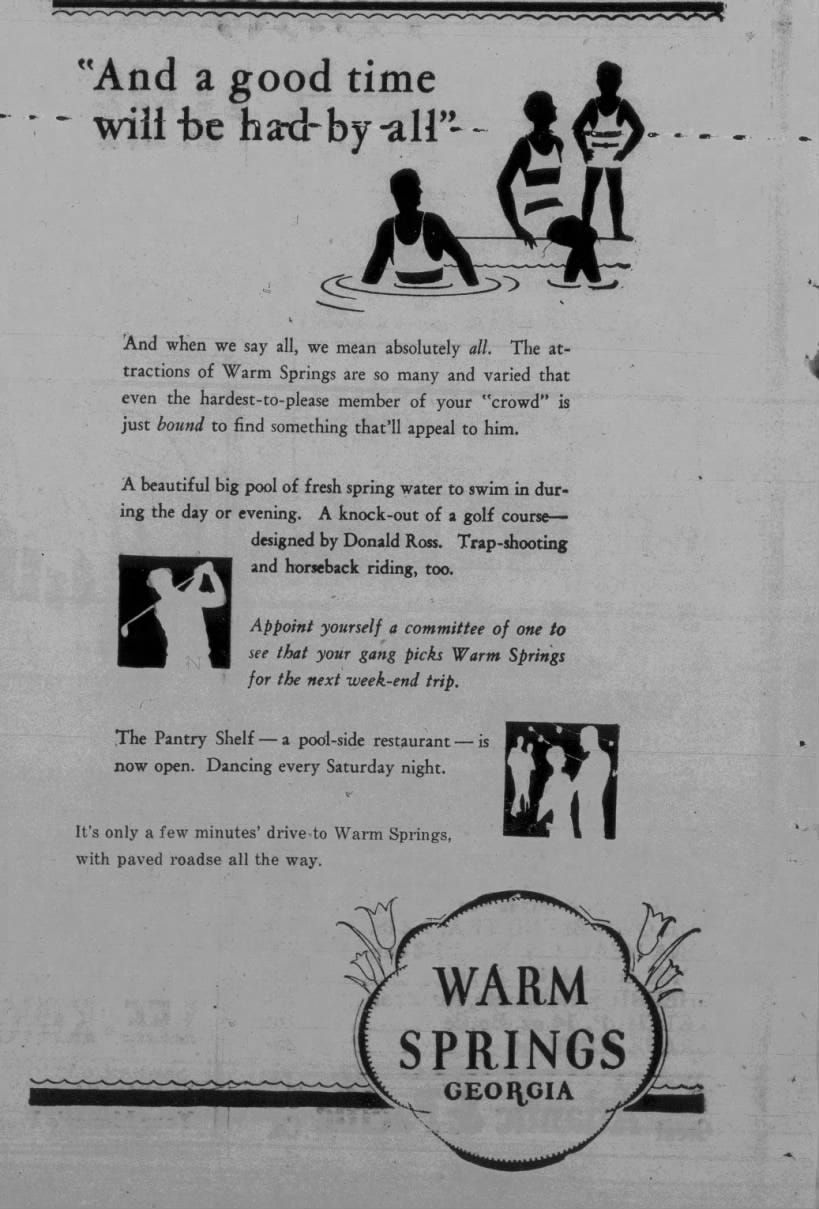 "And a good time
will be had by all"
And when we say all, we mean absolutely all. The at-
tractions of Warm Springs are so many and varied that
even the hardest-to-please member of your "crowd" is
just bound to find something that'll appeal to him.
A beautiful big pool of fresh spring water to swim in dur-
ing the day or evening. A knock-out of a golf course—
designed by Donald Ross. Trap-shooting
and horseback riding, too.
Appoint yourself a committee of one to
see that your gang picks Warm Springs
for the next week-end trip.
The Pantry Shelf — a pool-side restaurant — is
now open. Dancing every Saturday night.
It's only a few minutes' drive to Warm Springs,
with paved roadse all the way.
WARM
SPRINGS
GEORGIA